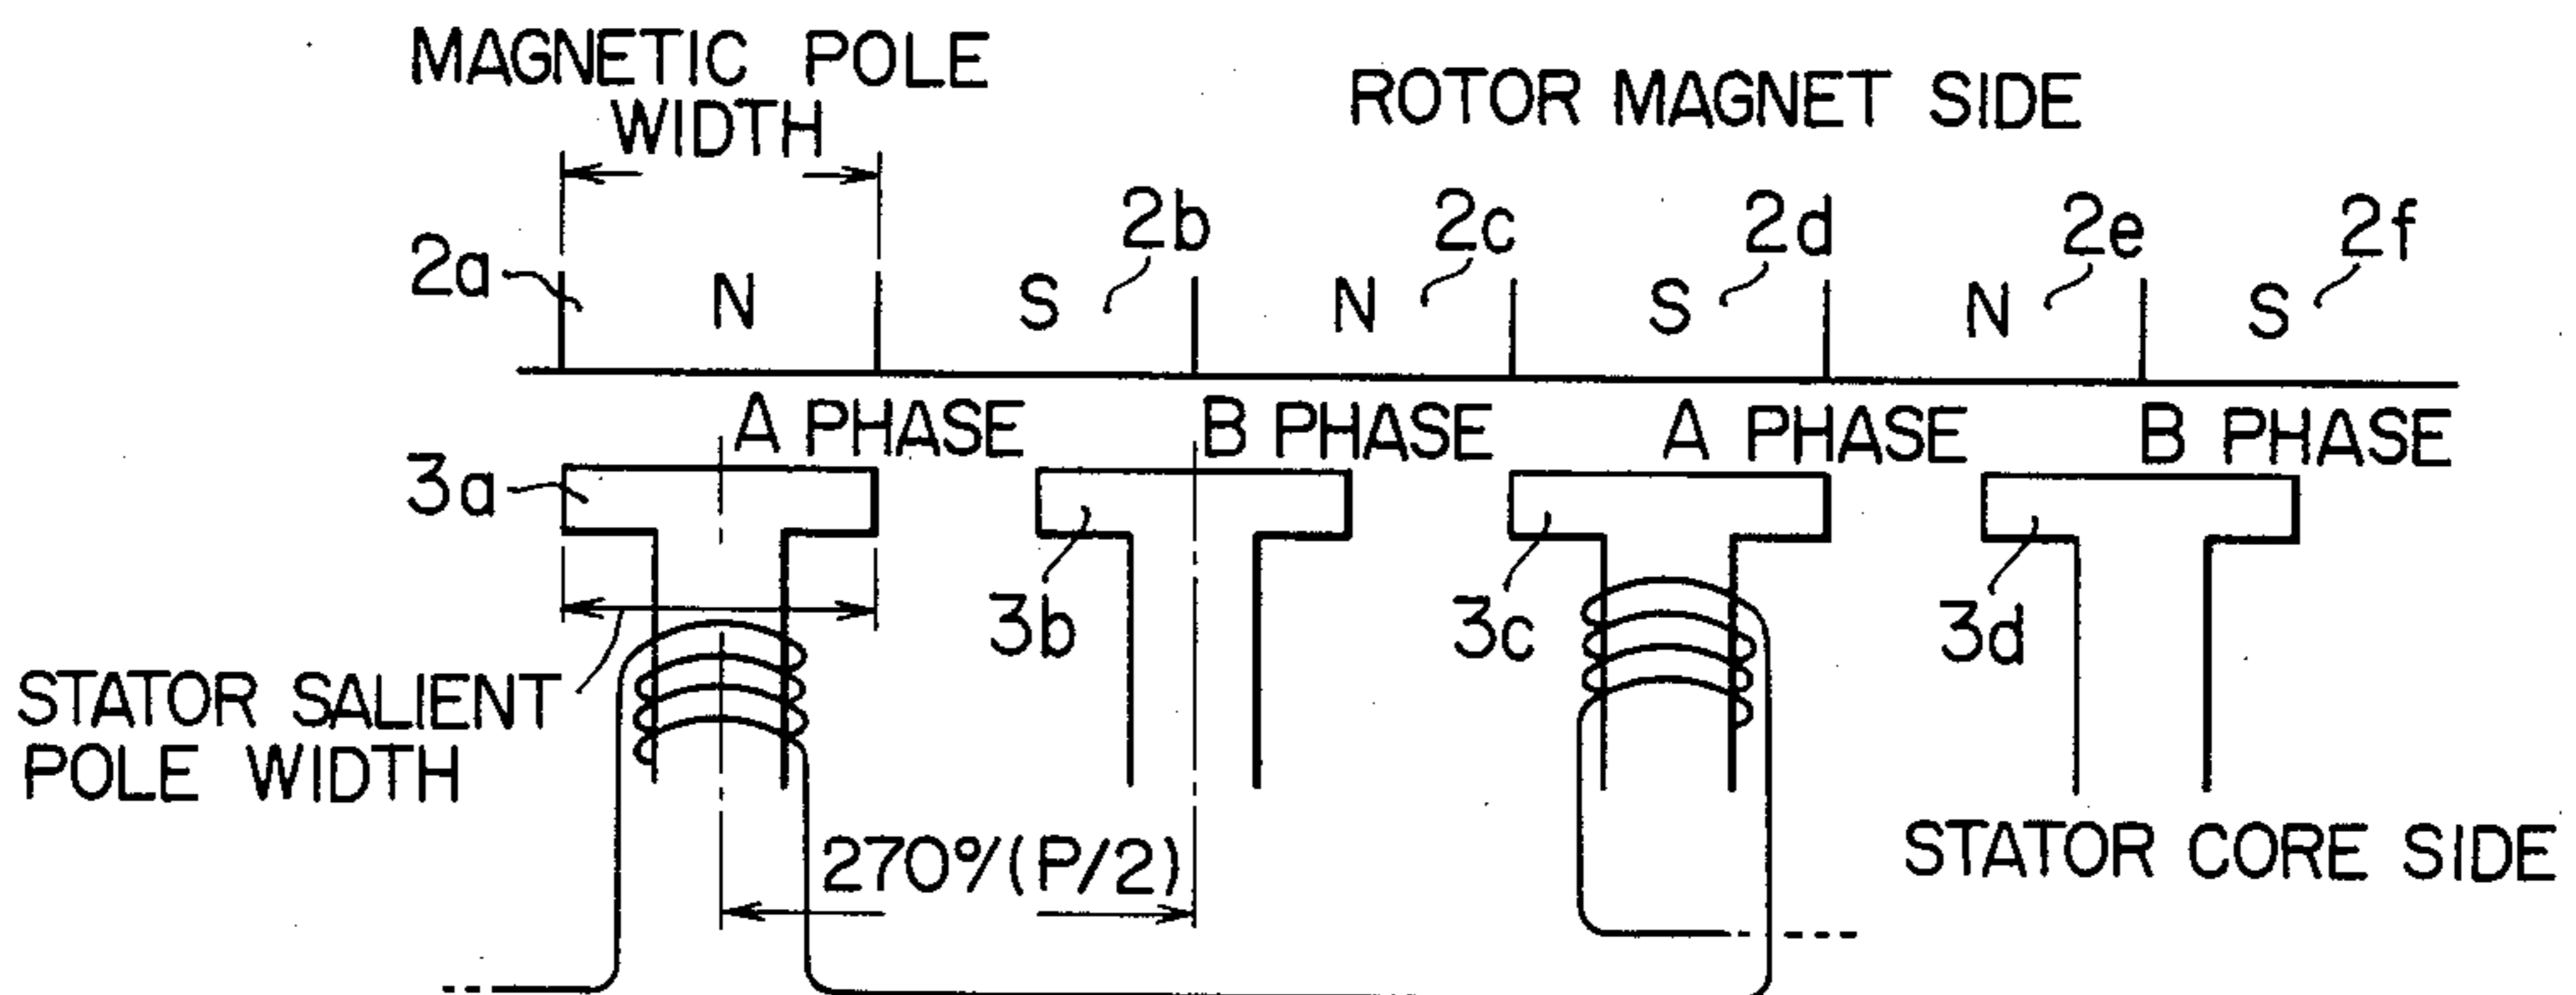 MAGNETIC POLE
WIDTH
ROTOR MAGNET SIDE
2a
N
S
2b
N
2c
S
2d
N
2e
S
2f
A PHASE
B PHASE
A PHASE
B PHASE
3a
3b
3c
3d
STATOR SALIENT
POLE WIDTH
270°/(P/2)
STATOR CORE SIDE